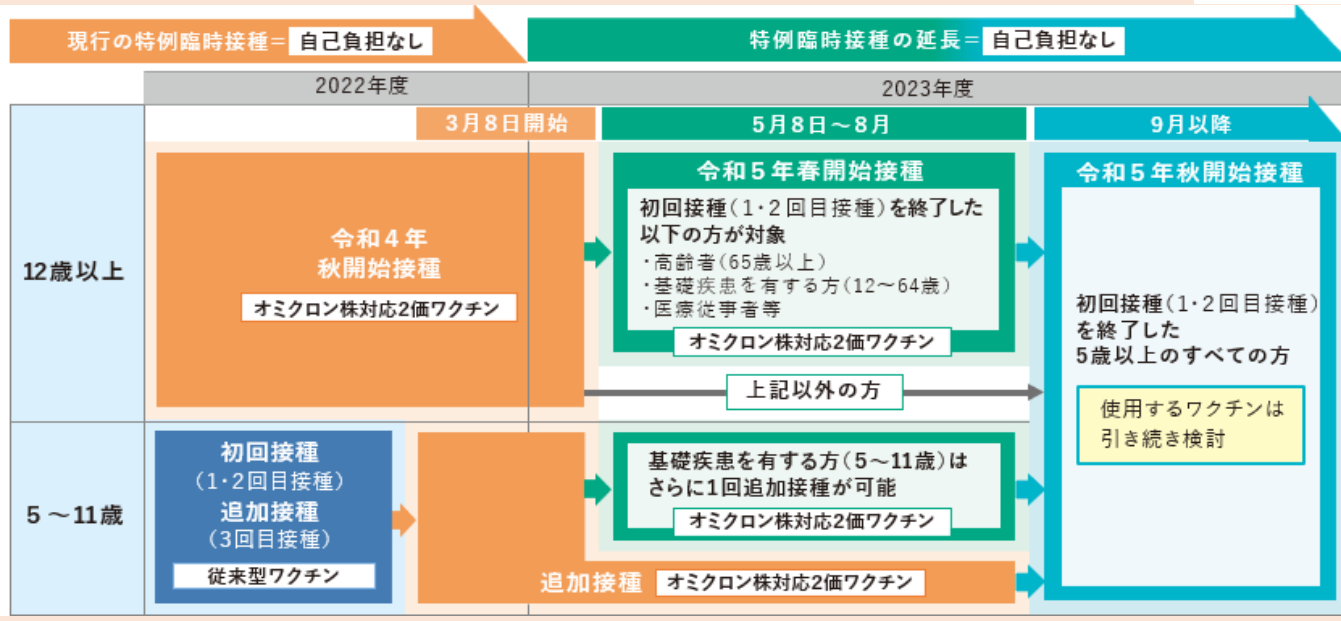 現行の特例臨時接種= 自己負担なし
特例臨時接種の延長= 自己負担なし
2022年度
2023年度
3月8日開始
5月8日～8月
9月以降
12歳以上
令和4年
秋開始接種
オミクロン株対応2価ワクチン
令和5年春開始接種
初回接種(1・2回目接種)を終了した
以下の方が対象
・高齢者(65歳以上)
・基礎疾患を有する方(12～64歳)
・医療従事者等
オミクロン株対応2価ワクチン
上記以外の方
令和5年秋開始接種
初回接種(1・2回目接種)
を終了した
5歳以上のすべての方
使用するワクチンは
引き続き検討
5～11歳
初回接種
(1・2回目接種)
追加接種
(3回目接種)
従来型ワクチン
基礎疾患を有する方(5～11歳)は
さらに1回追加接種が可能
オミクロン株対応2価ワクチン
追加接種 オミクロン株対応2価ワクチン